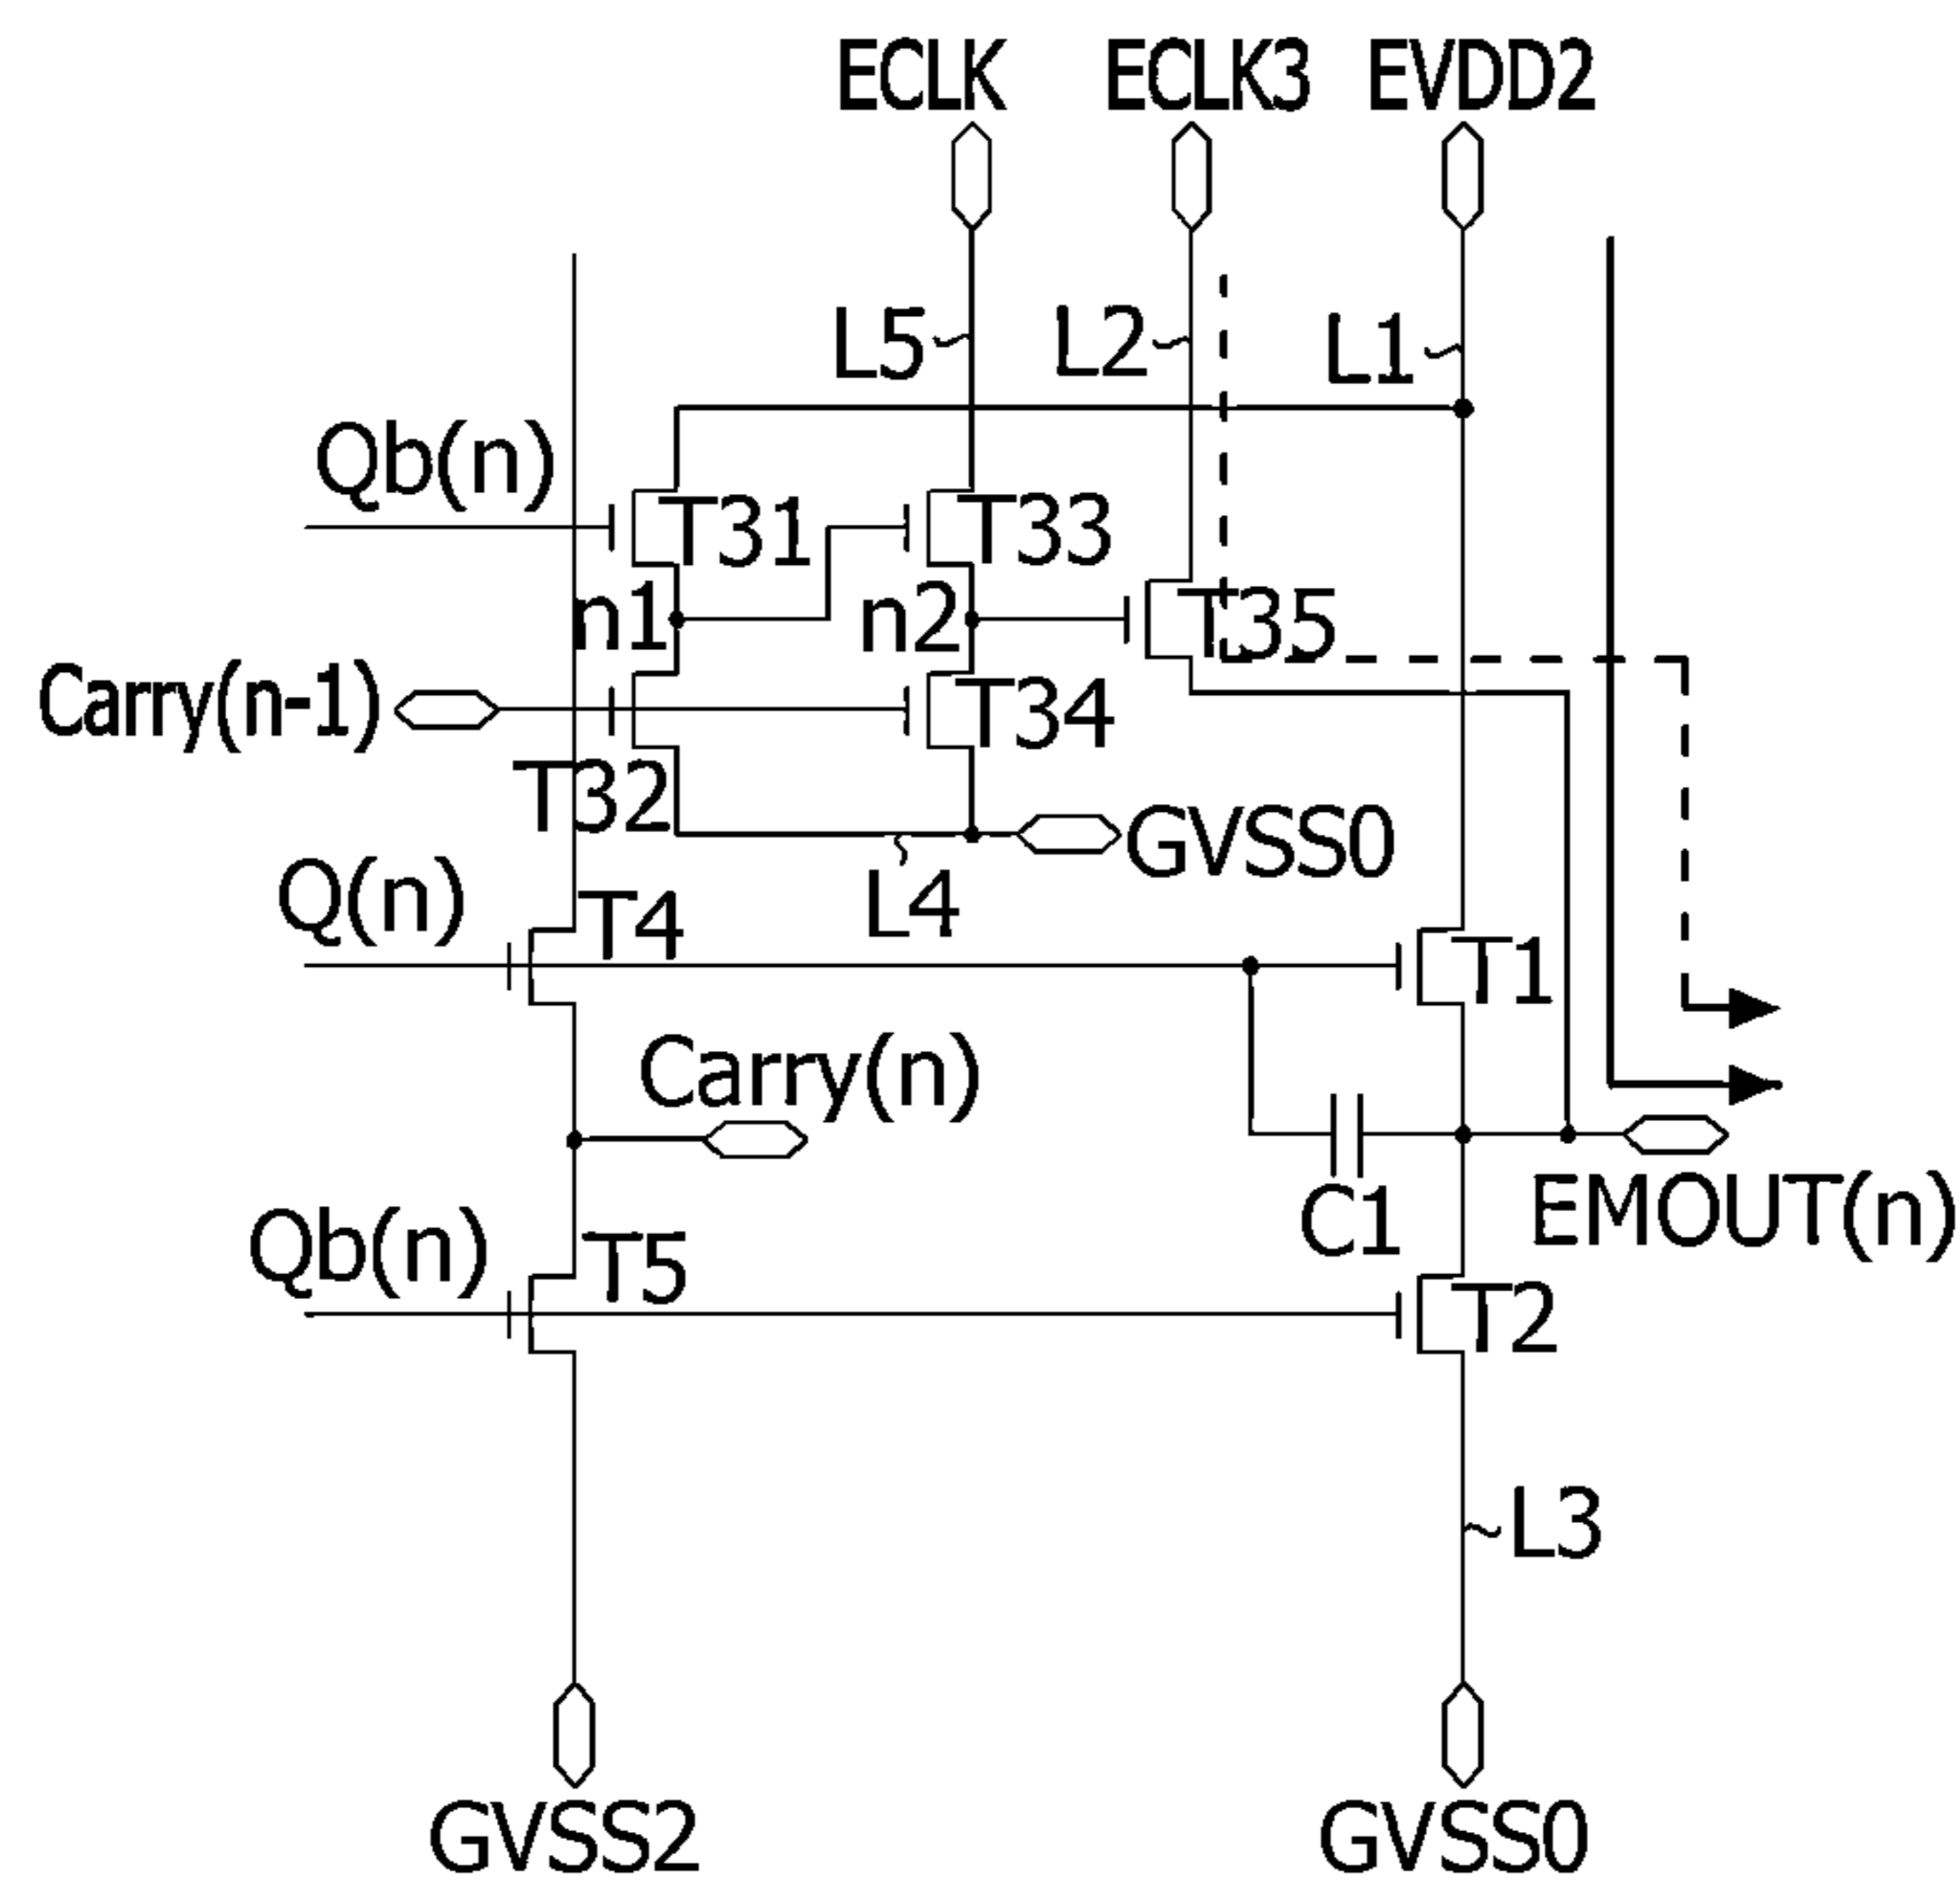 ECLK ECLK3 EVDD2
L5 L2 L1
Qb(n)
T31 T33
n1 n2 T35
Carry(n-1)
T34
T32
GVSS0
Q(n) T4 L4
T1
Carry(n)
C1 EMOUT(n)
Qb(n) T5
T2
L3
GVSS2 GVSS0